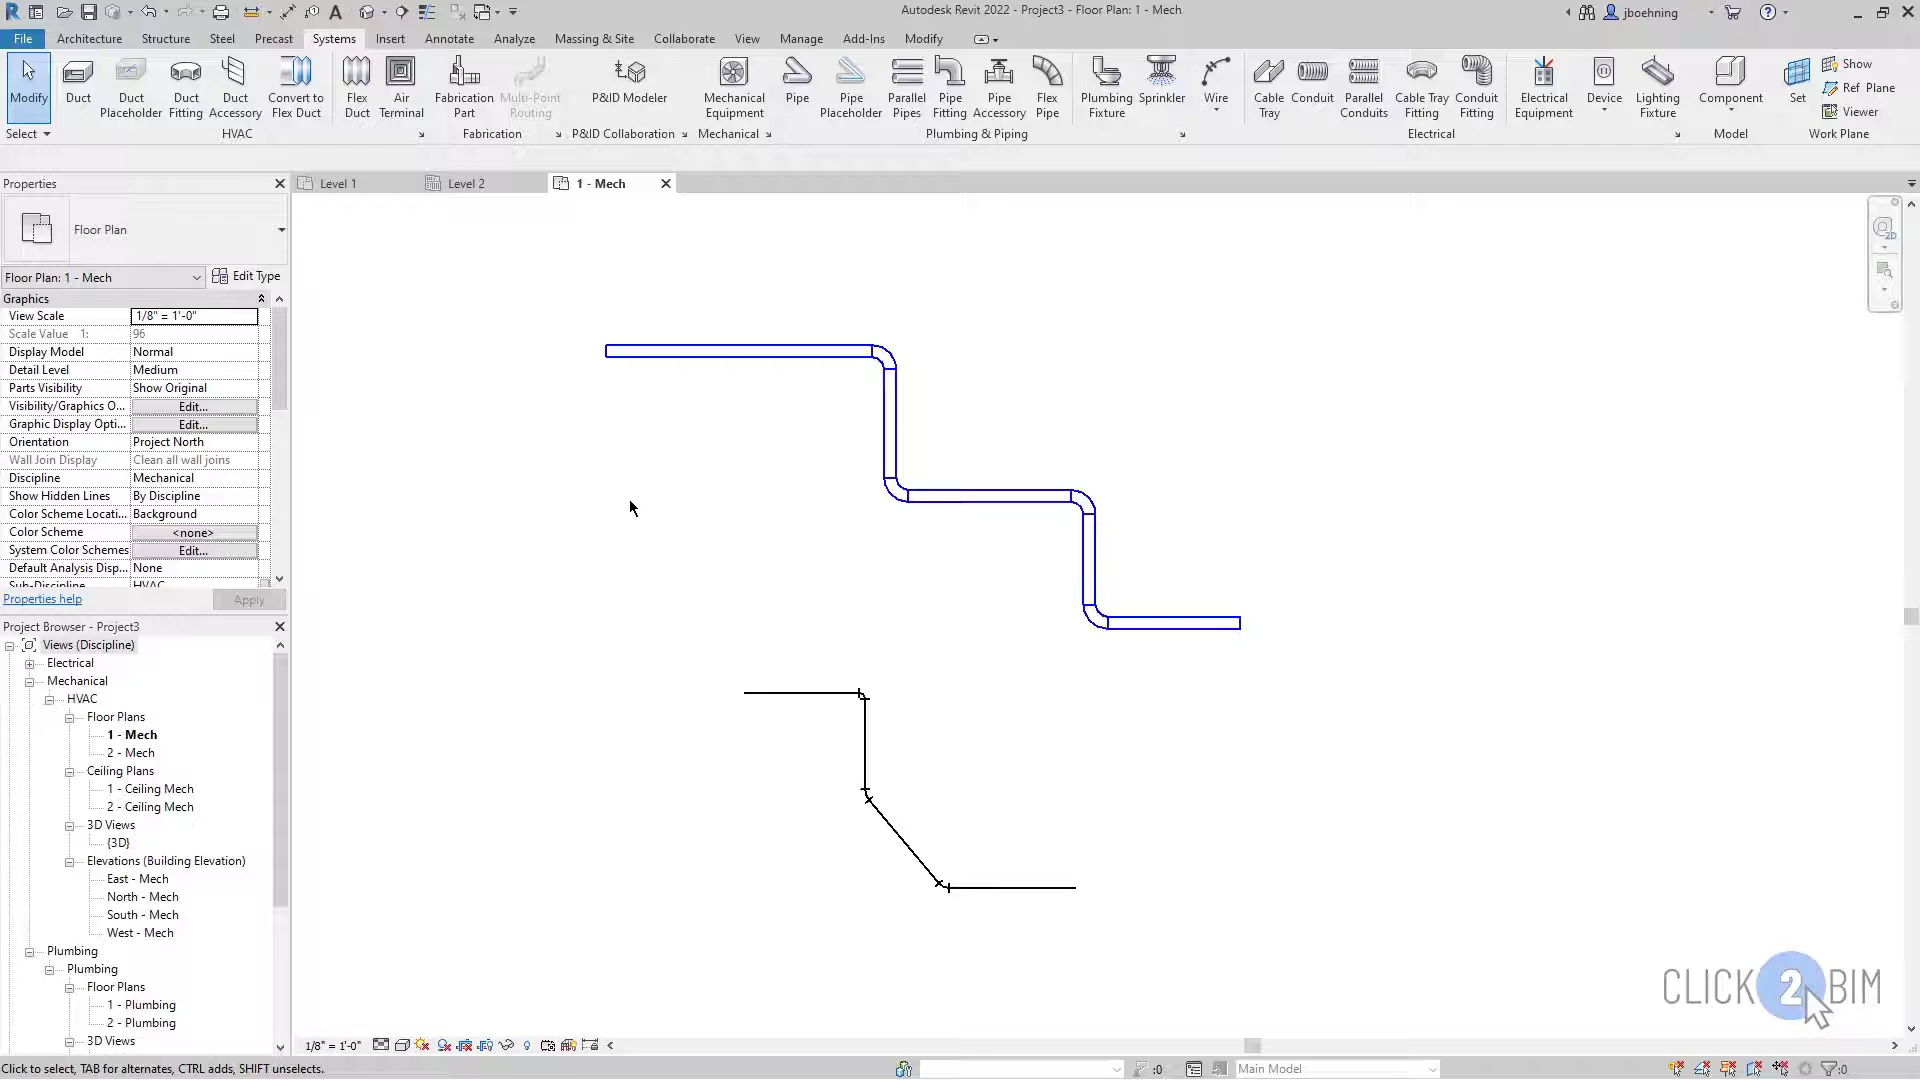 Autodesk Revit 2022 - Project3 - Floor Plan: 1 - Mech
jboehning
File Architecture Structure Steel Precast Systems Insert Annotate Analyze Massing & Site Collaborate View Manage Add-Ins Modify
Modify
Duct
Duct Placeholder
Duct Fitting
Duct Accessory
Convert to Flex Duct
Flex Duct
Air Terminal
Fabrication Part
Multi-Point Routing
P&ID Modeler
Mechanical Equipment
Pipe
Pipe Placeholder
Parallel Pipes
Pipe Fitting
Pipe Accessory
Flex Pipe
Plumbing Fixture
Sprinkler
Wire
Cable Tray
Conduit
Parallel Conduits
Cable Tray Fitting
Conduit Fitting
Electrical Equipment
Device
Lighting Fixture
Component
Set
Show
Ref Plane
Viewer
Select HVAC Fabrication P&ID Collaboration Mechanical Plumbing & Piping Electrical Model Work Plane
Properties
Level 1
Level 2
1 - Mech
Floor Plan
Floor Plan: 1 - Mech Edit Type
Graphics
View Scale 1/8" = 1'-0"
Scale Value 1: 96
Display Model Normal
Detail Level Medium
Parts Visibility Show Original
Visibility/Graphics O... Edit...
Graphic Display Opti... Edit...
Orientation Project North
Wall Join Display Clean all wall joins
Discipline Mechanical
Show Hidden Lines By Discipline
Color Scheme Locati... Background
Color Scheme <none>
System Color Schemes Edit...
Default Analysis Disp... None
Sub-Discipline HVAC
Properties help Apply
Project Browser - Project3
Views (Discipline)
Electrical
Mechanical
HVAC
Floor Plans
1 - Mech
2 - Mech
Ceiling Plans
1 - Ceiling Mech
2 - Ceiling Mech
3D Views
{3D}
Elevations (Building Elevation)
East - Mech
North - Mech
South - Mech
West - Mech
Plumbing
Plumbing
Floor Plans
1 - Plumbing
2 - Plumbing
3D Views
CLICK 2 BIM
1/8" = 1'-0"
Click to select, TAB for alternates, CTRL adds, SHIFT unselects.
:0
Main Model
:0